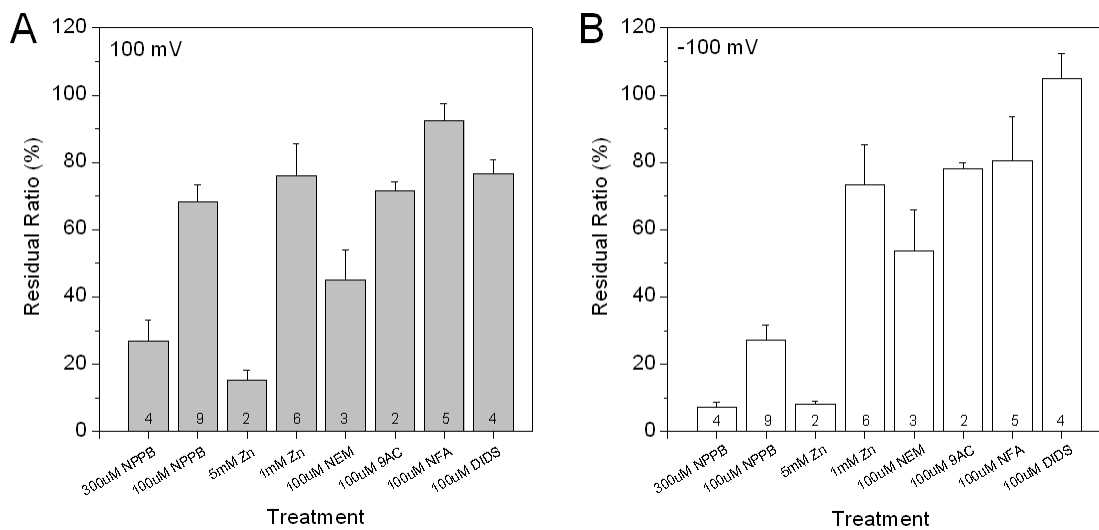 A
100 mV
Residual Ratio (%)
120
100
80
60
40
20
0
4
9
2
6
3
2
5
4
300uM NPPB
100uM NPPB
5mM Zn
1mM Zn
100uM NEM
100uM 9AC
100uM NFA
100uM DIDS
Treatment
B
-100 mV
Residual Ratio (%)
120
100
80
60
40
20
0
4
9
2
6
3
2
5
4
300uM NPPB
100uM NPPB
5mM Zn
1mM Zn
100uM NEM
100uM 9AC
100uM NFA
100uM DIDS
Treatment